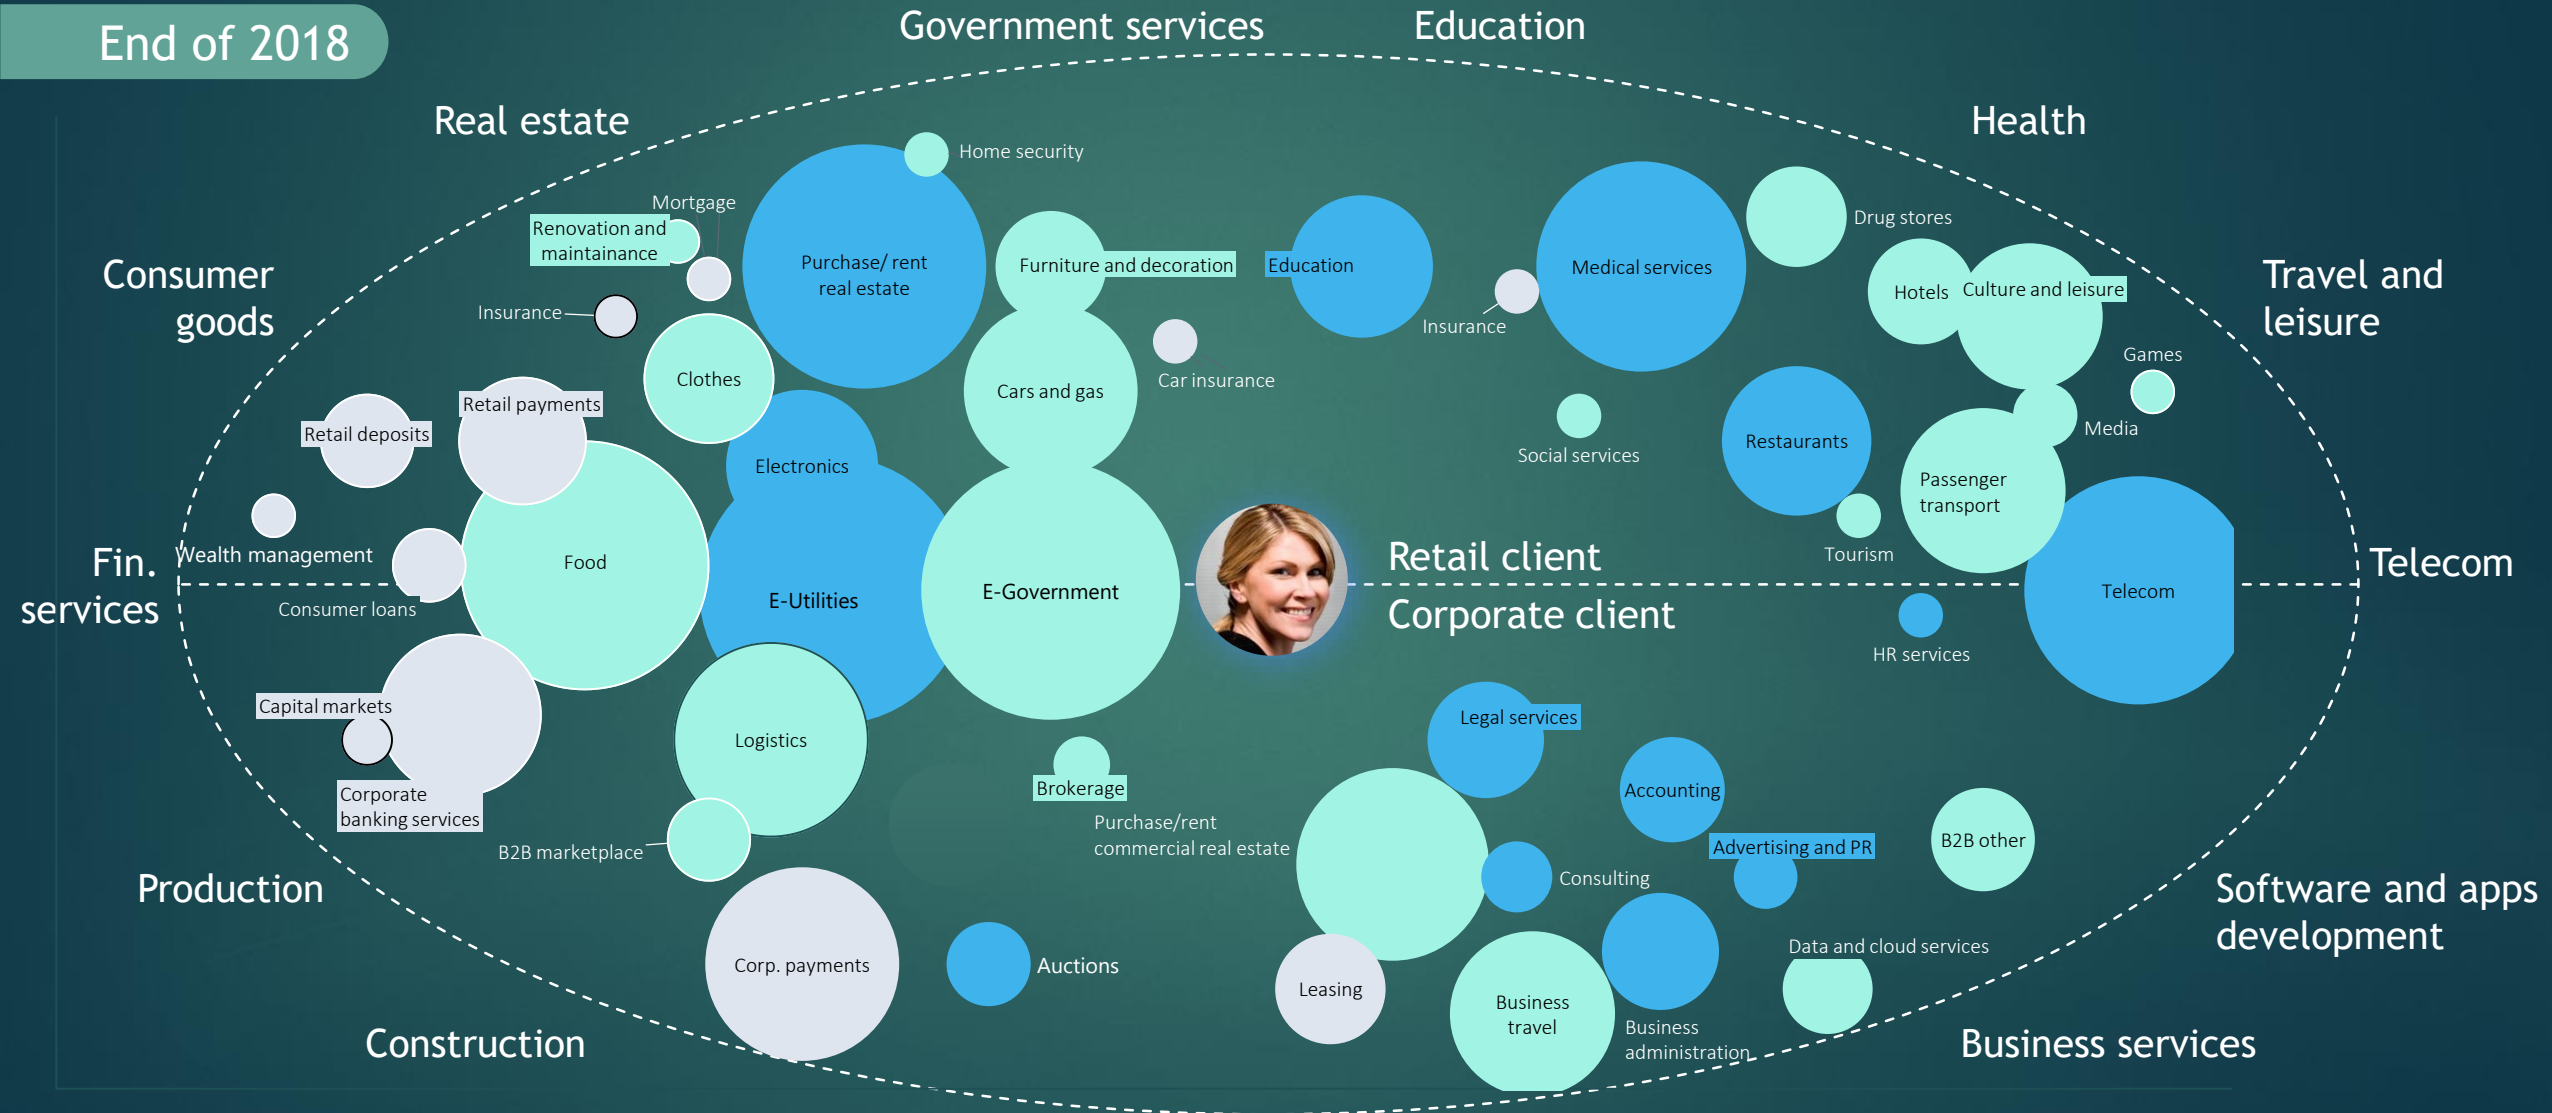 End of 2018
Government services
Education
Real estate
Health
Home security
Mortgage
Renovation and
maintainance
Drug stores
Consumer
goods
Purchase/ rent
real estate
Furniture and decoration
Education
Medical services
Hotels
Culture and leisure
Travel and
leisure
Insurance
Insurance
Games
Clothes
Cars and gas
Car insurance
Retail payments
Retail deposits
Media
Electronics
Social services
Restaurants
Passenger
transport
Wealth management
Food
Tourism
Fin.
services
Retail client
Telecom
Consumer loans
E-Utilities
E-Government
Corporate client
Telecom
HR services
Capital markets
Logistics
Legal services
Corporate
banking services
Brokerage
Accounting
Purchase/rent
commercial real estate
B2B marketplace
Advertising and PR
B2B other
Production
Consulting
Software and apps
development
Corp. payments
Auctions
Data and cloud services
Leasing
Business
travel
Business
administration
Construction
Business services